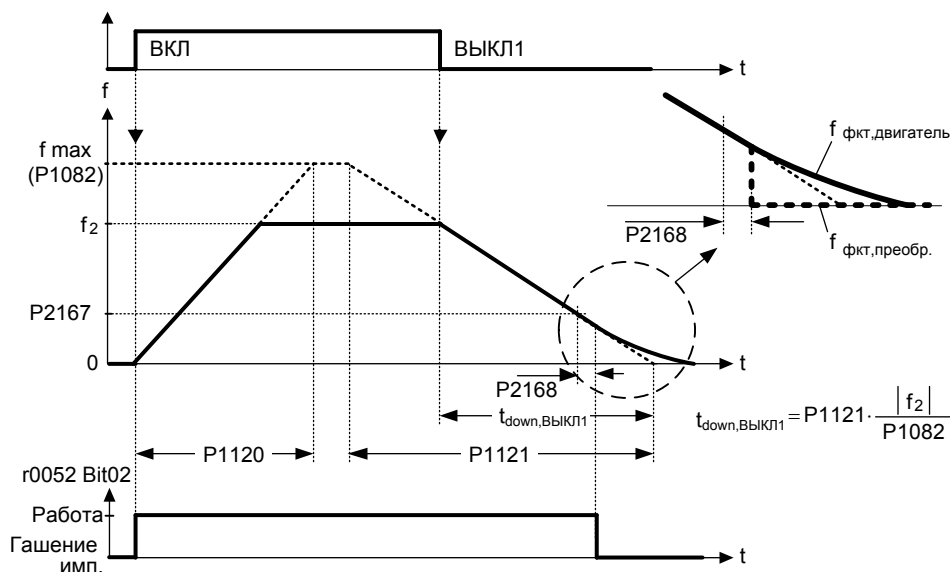 ВКЛ
ВЫКЛ1
t
f
f max
(P1082)
f фкт,двигатель
f2
P2168
f фкт,преобр.
P2167
0
t
P2168
tdown,ВЫКЛ1
tdown,ВЫКЛ1 = P1121 · |f2| / P1082
P1120
P1121
r0052 Bit02
Работа
Гашение
имп.
t